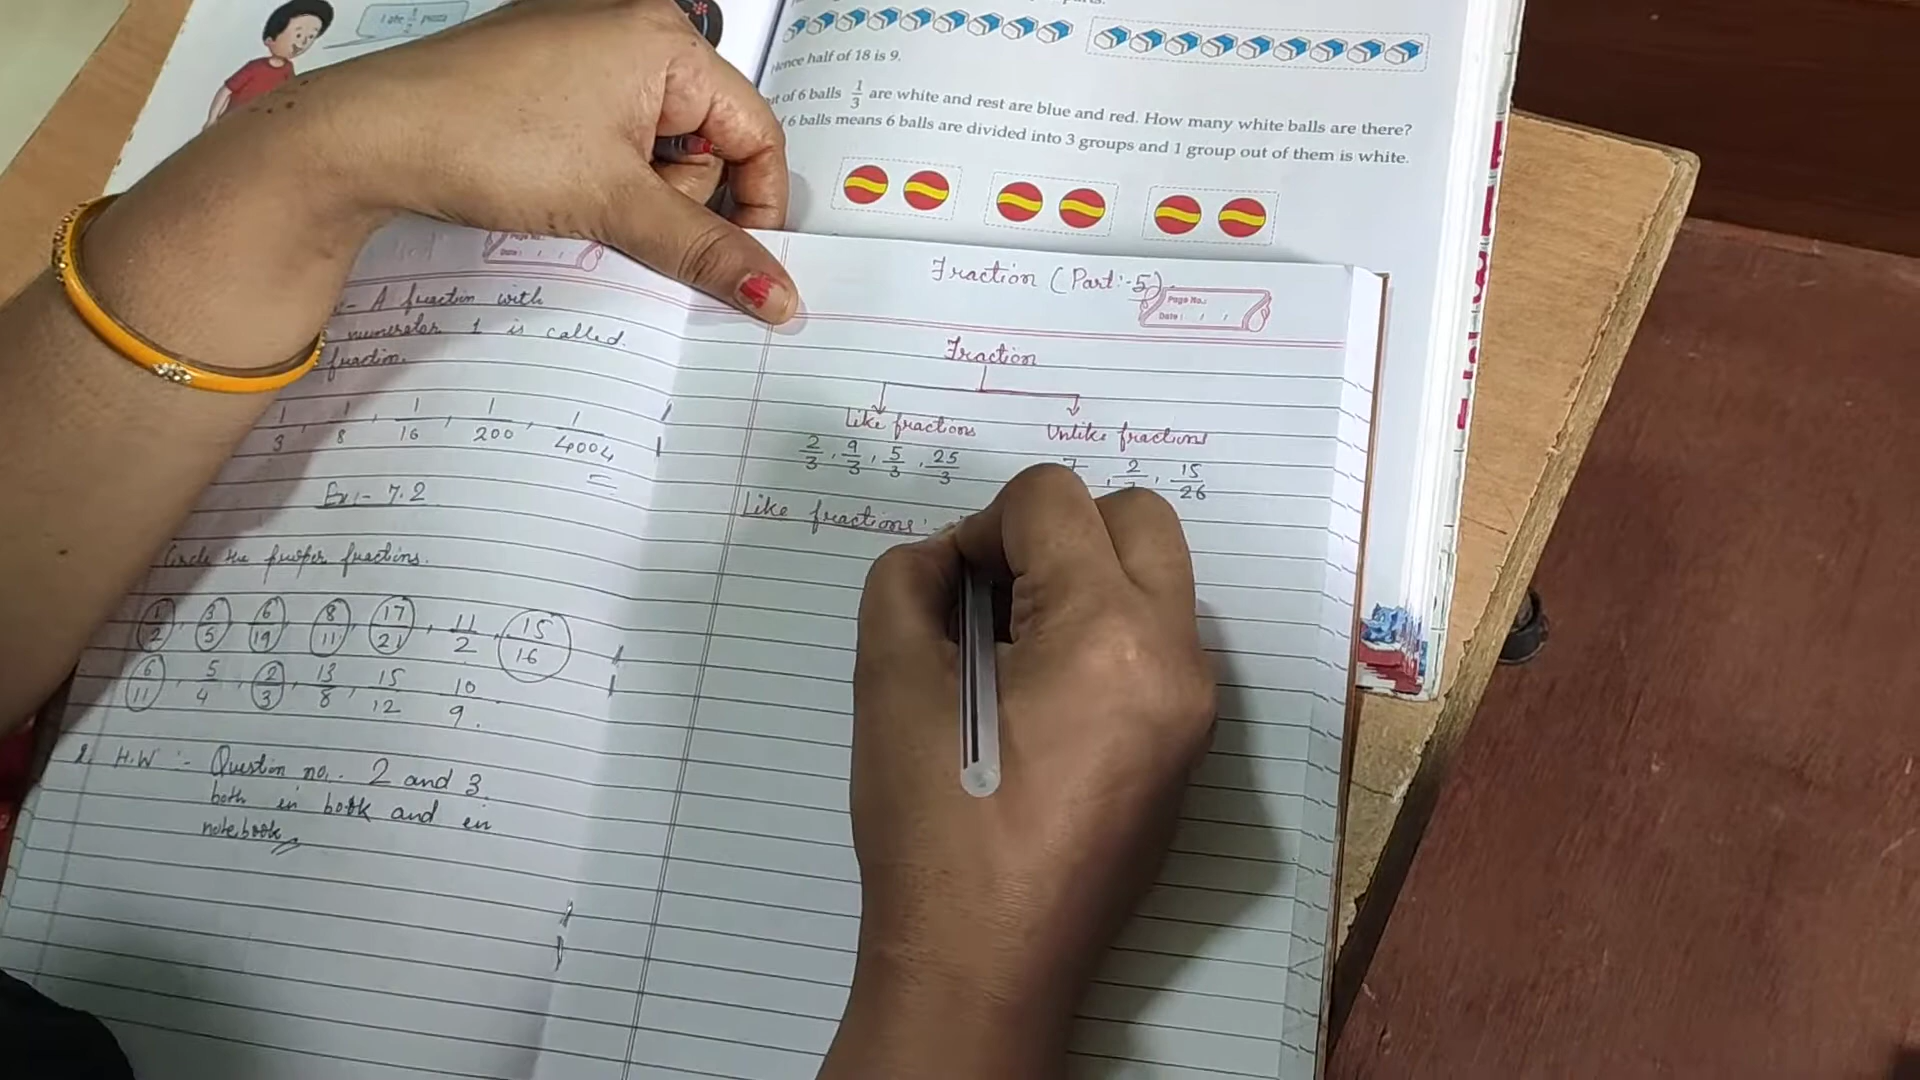 I ate 1/2 pizza
Hence half of 18 is 9.
of 6 balls 1/3 are white and rest are blue and red. How many white balls are there?
6 balls means 6 balls are divided into 3 groups and 1 group out of them is white.
Page No.:
Date: / /
:- A fraction with
numerator 1 is called
fraction.
1/3, 1/8, 1/16, 1/200, 1/4004
Ex:- 7.2
Circle the proper fractions.
1/2, 3/5, 6/19, 8/11, 17/21, 11/2, 15/16
6/11, 5/4, 2/3, 13/8, 15/12, 10/9.
2. H.W :- Question no. 2 and 3.
both in book and in
notebook
Fraction (Part:-5)
Page No.:
Date: / /
Fraction
Like fractions Unlike fractions
2/3, 9/3, 5/3, 25/3
7, 2, 15/26
Like fractions:-